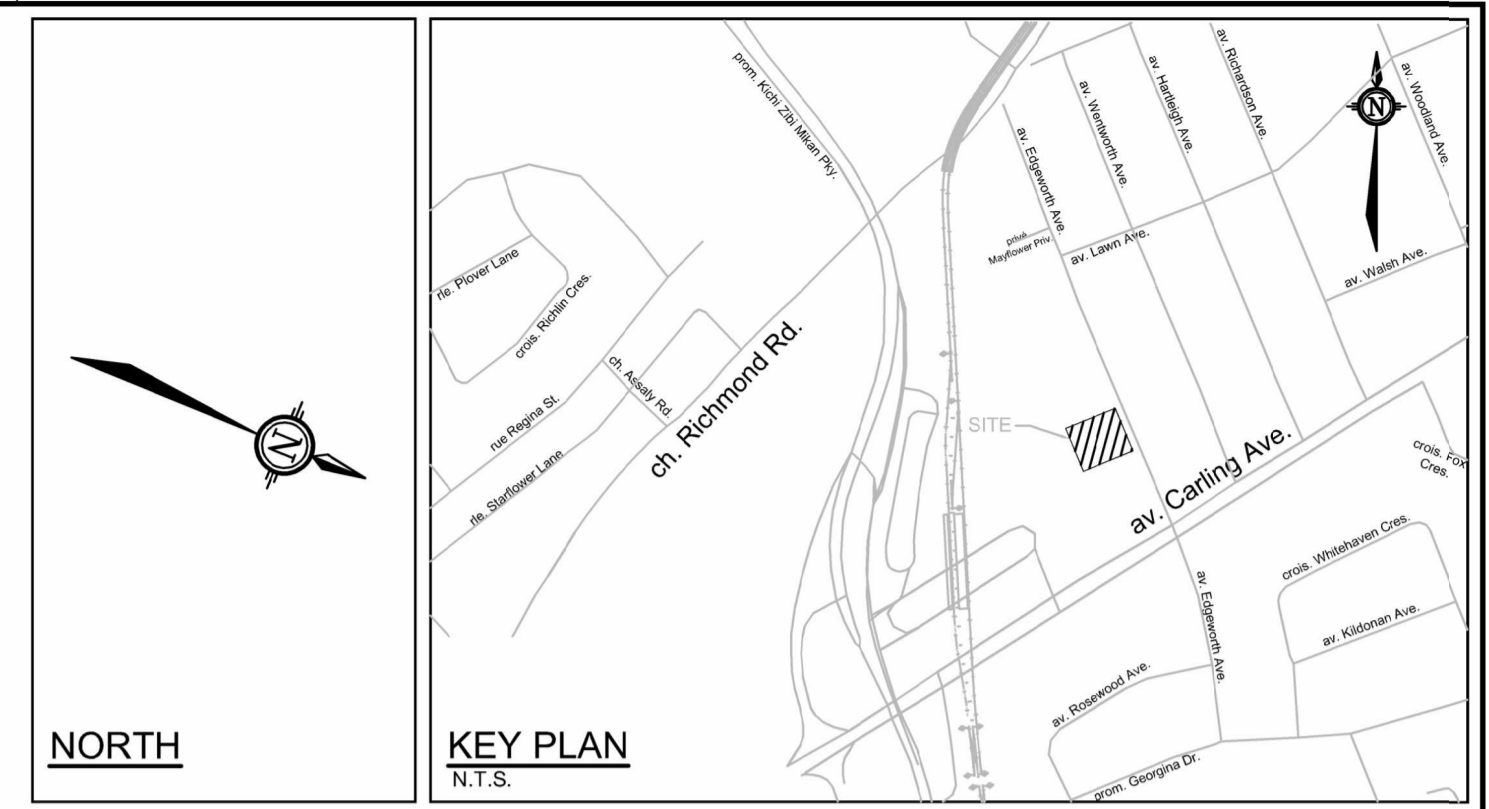 N
NORTH
prom. Kichi Zibi Mikan Pky.
av. Edgeworth Ave.
av. Wentworth Ave.
av. Hartleigh Ave.
av. Richardson Ave.
av. Woodland Ave.
N
privé
Mayflower Priv.
av. Lawn Ave.
av. Walsh Ave.
rle. Plover Lane
crois. Richlin Cres.
ch. Assaly Rd.
rue Regina St.
rle. Starflower Lane
ch. Richmond Rd.
SITE
av. Carling Ave.
crois. Fox
Cres.
crois. Whitehaven Cres.
av. Kildonan Ave.
av. Edgeworth Ave.
av. Rosewood Ave.
prom. Georgina Dr.
KEY PLAN
N.T.S.